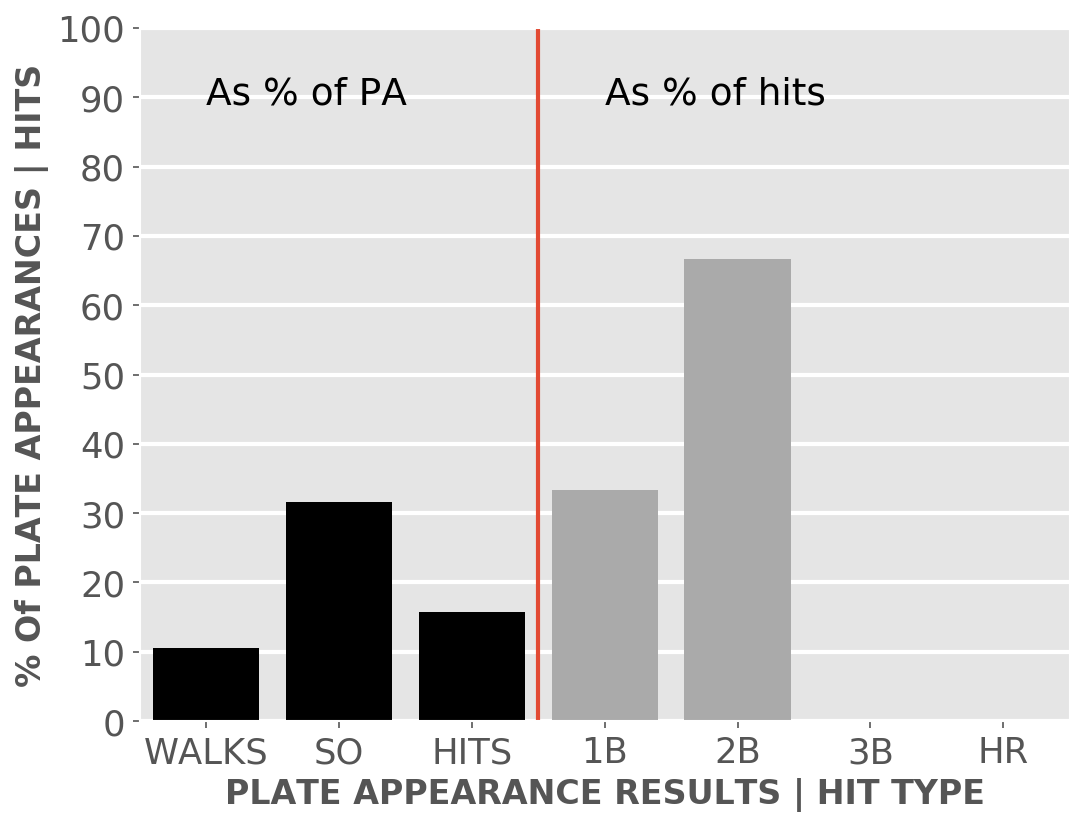 % Of PLATE APPEARANCES | HITS
100
90
80
70
60
50
40
30
20
10
0
As % of PA
As % of hits
WALKS SO HITS 1B 2B 3B HR
PLATE APPEARANCE RESULTS | HIT TYPE